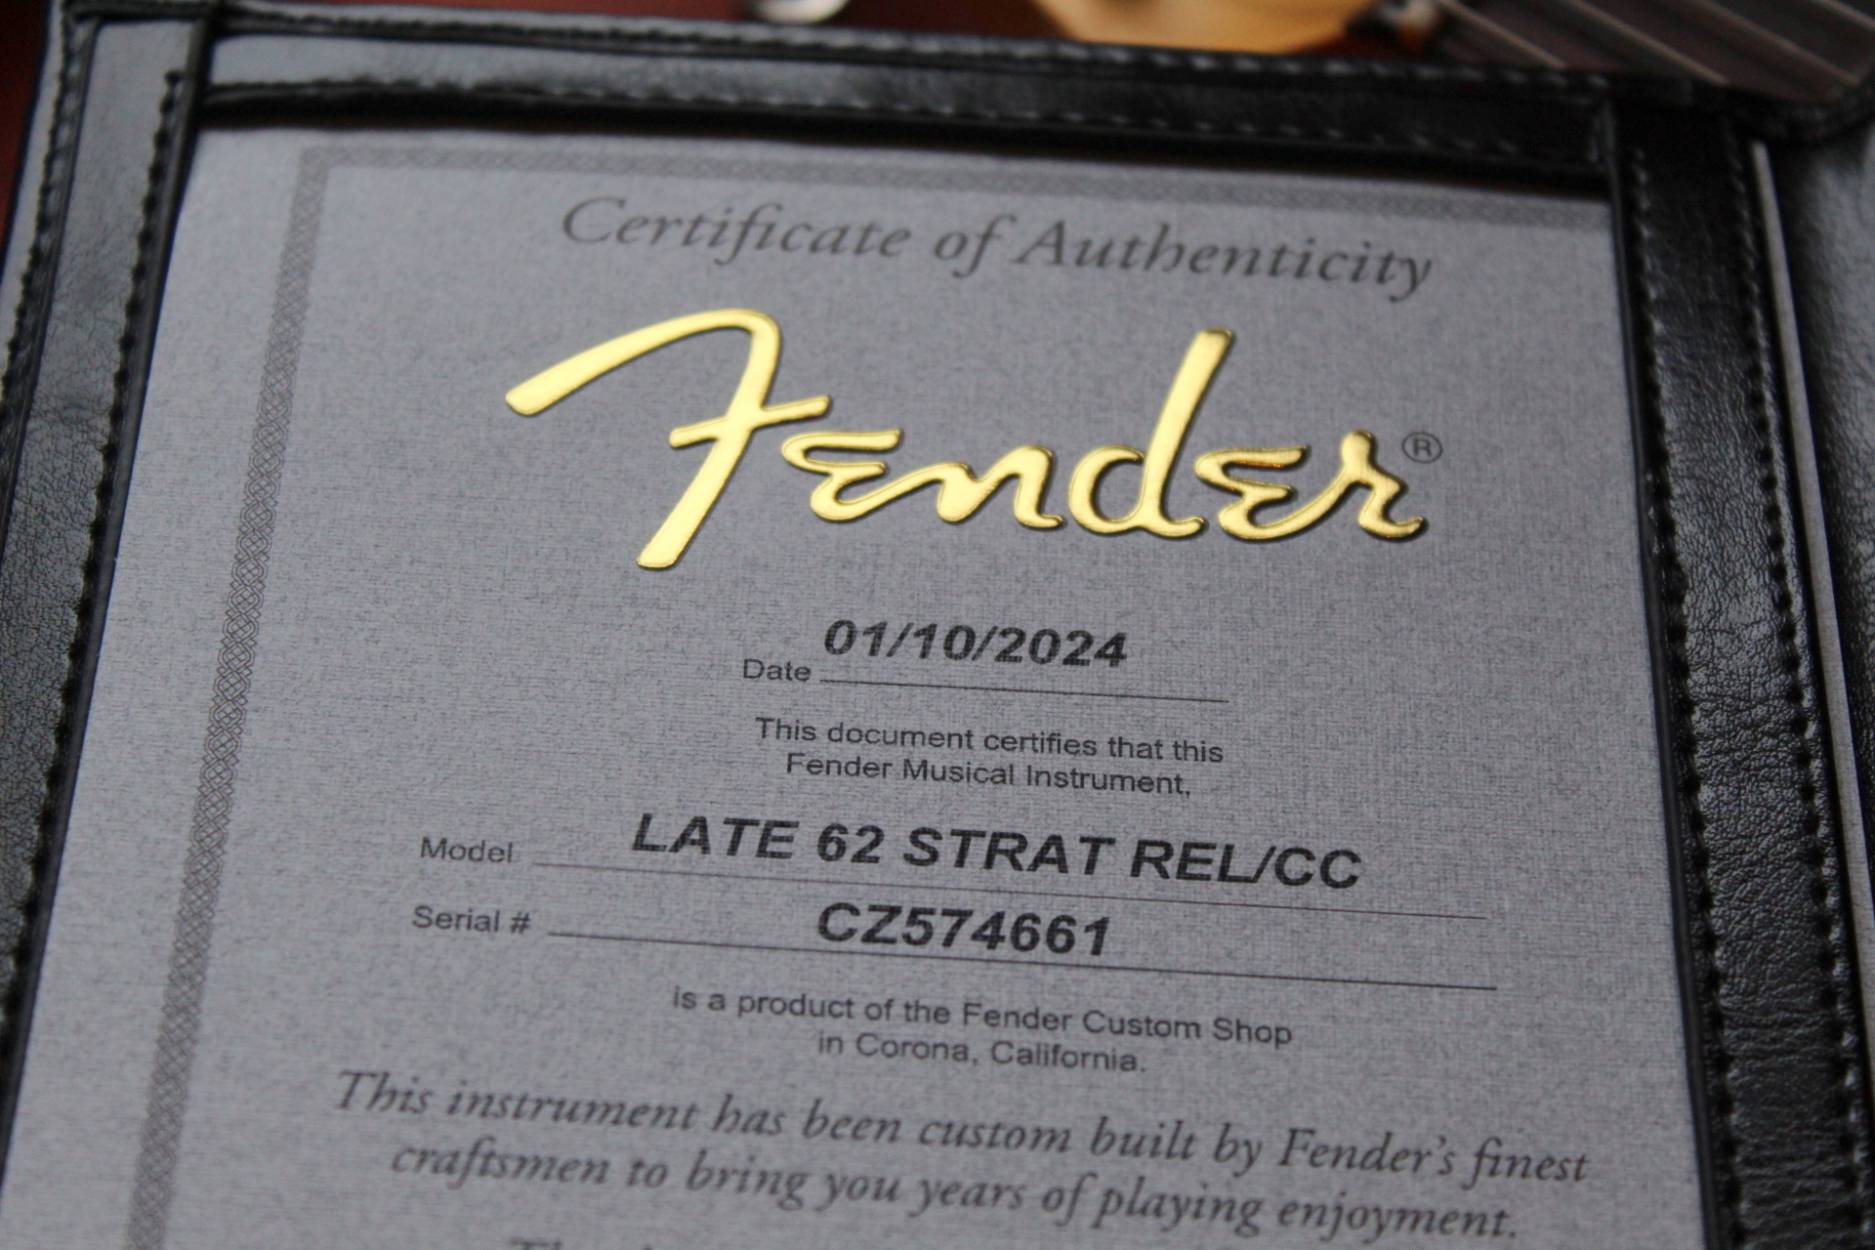 Certificate of Authenticity
Fender®
01/10/2024
Date
This document certifies that this
Fender Musical Instrument,
Model LATE 62 STRAT REL/CC
Serial # CZ574661
is a product of the Fender Custom Shop
in Corona, California.
This instrument has been custom built by Fender's finest
craftsmen to bring you years of playing enjoyment.